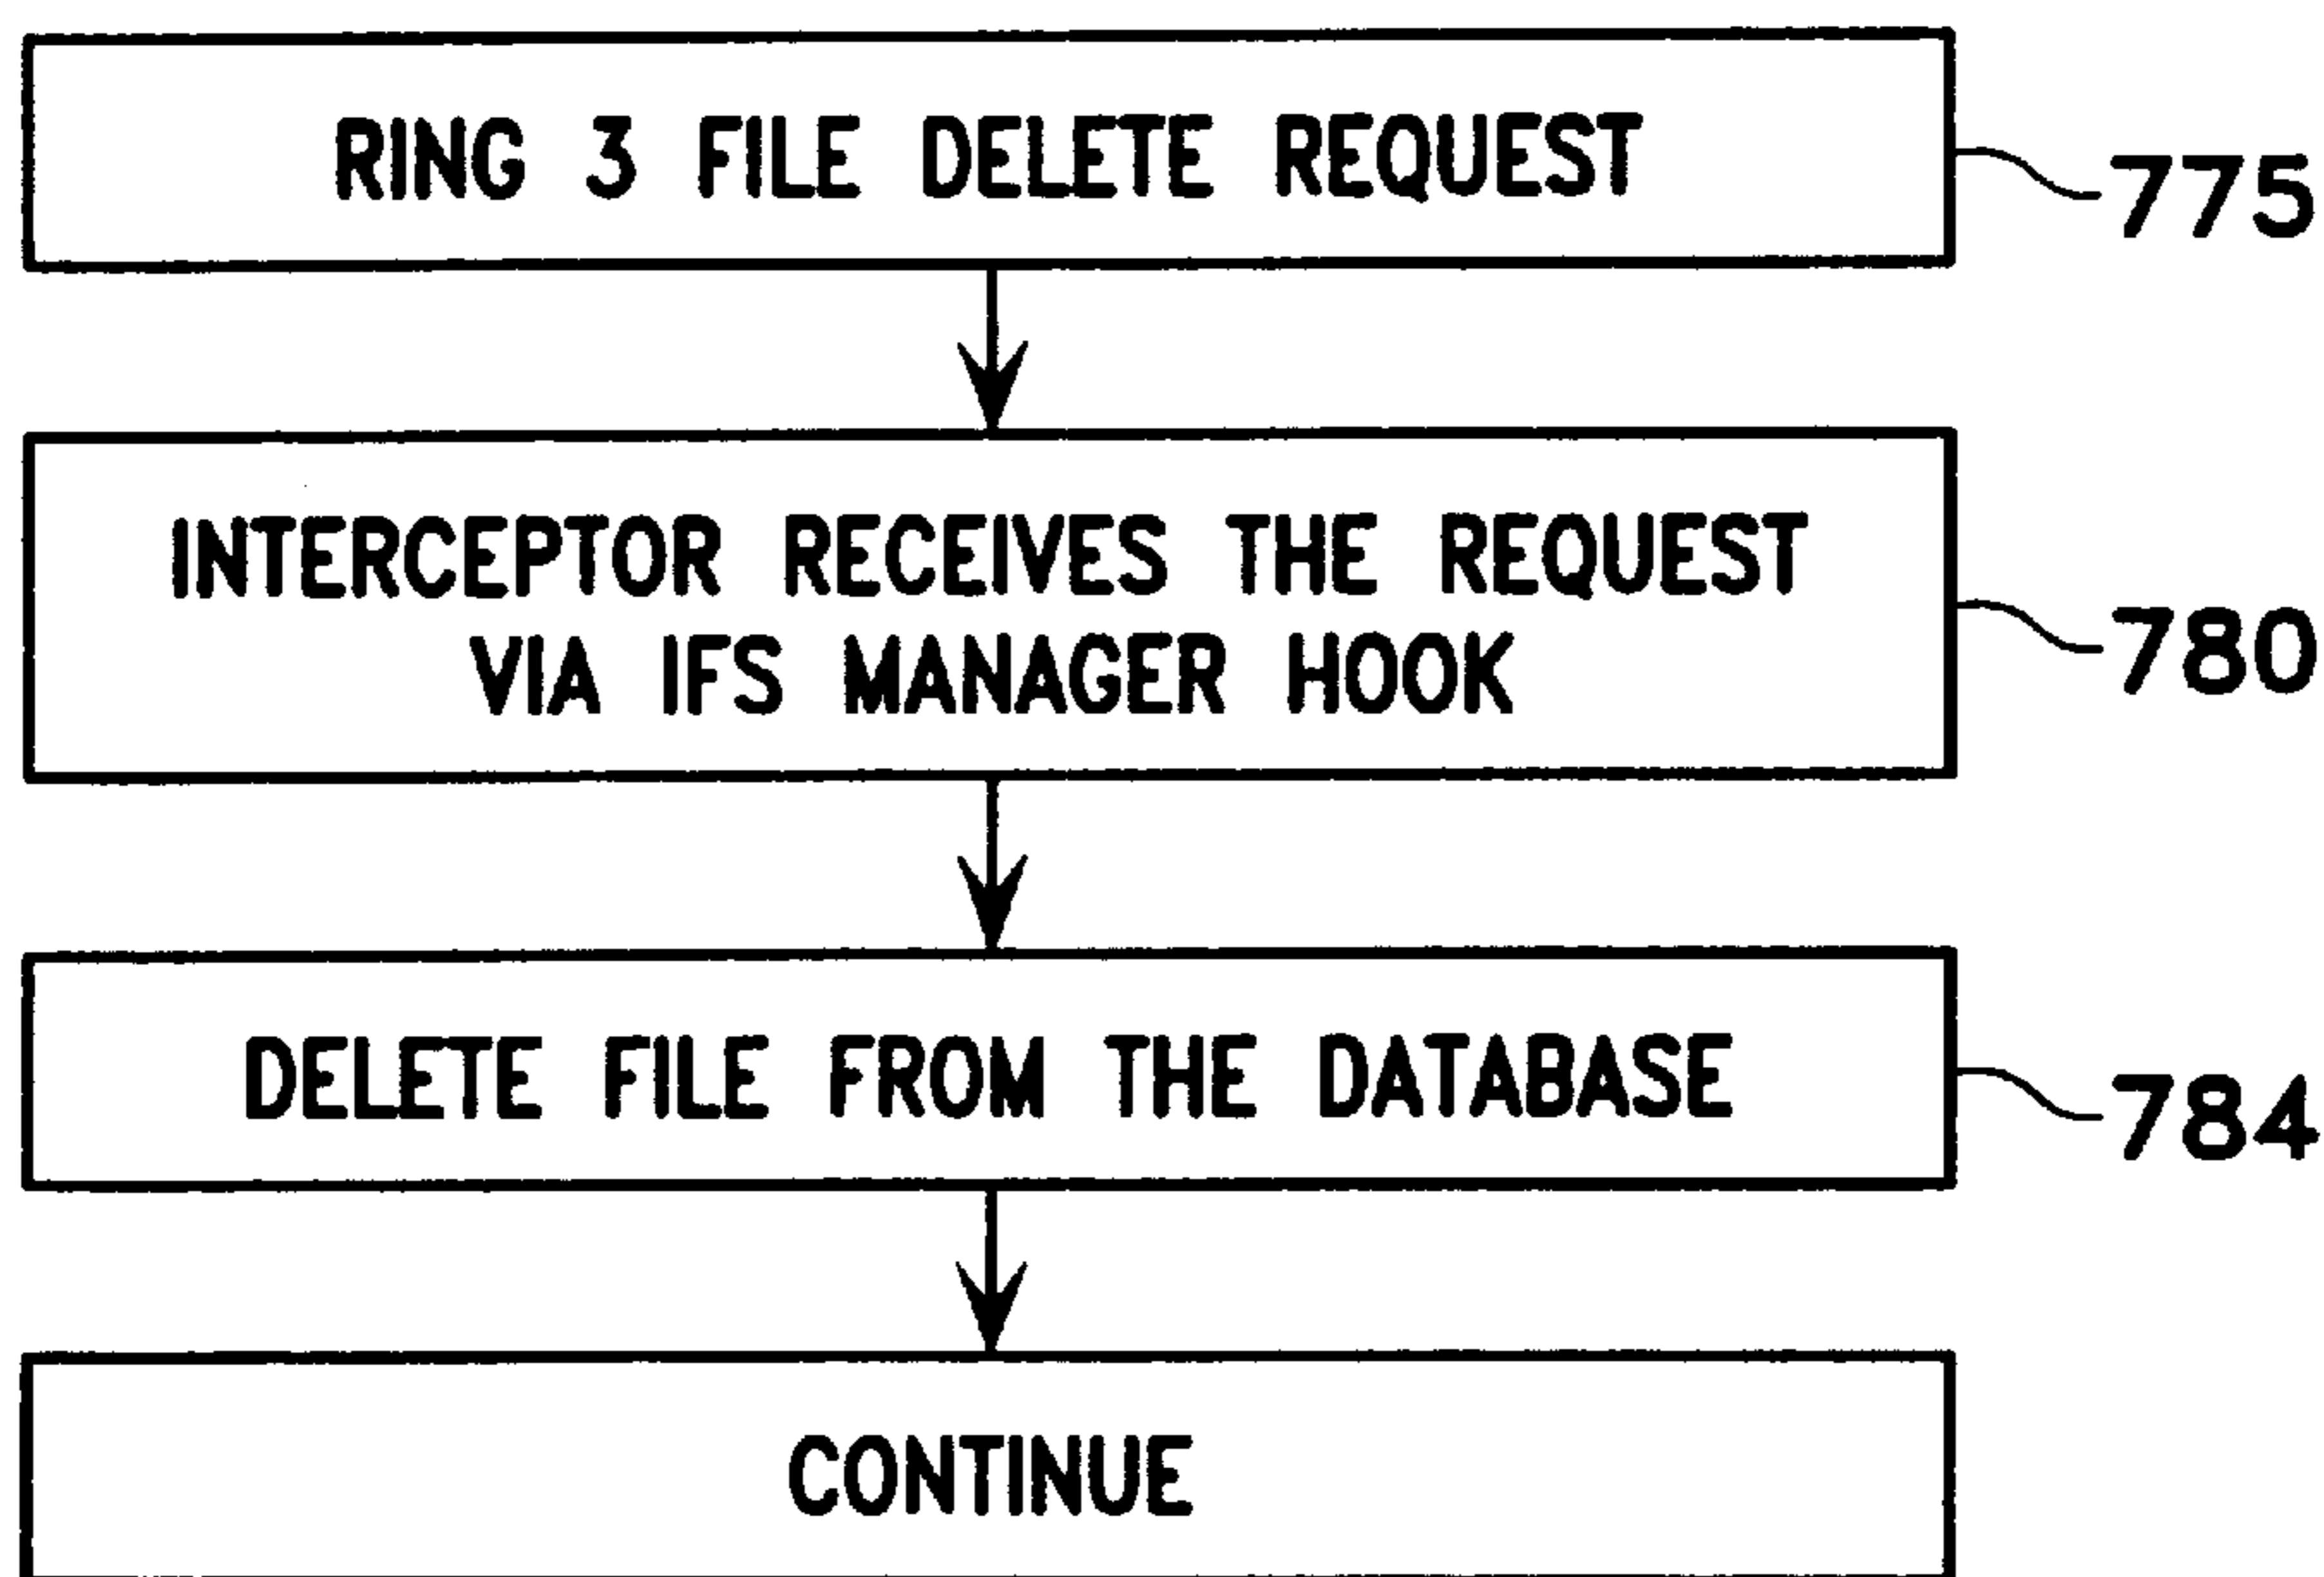 RING 3 FILE DELETE REQUEST
775
INTERCEPTOR RECEIVES THE REQUEST
VIA IFS MANAGER HOOK
780
DELETE FILE FROM THE DATABASE
784
CONTINUE